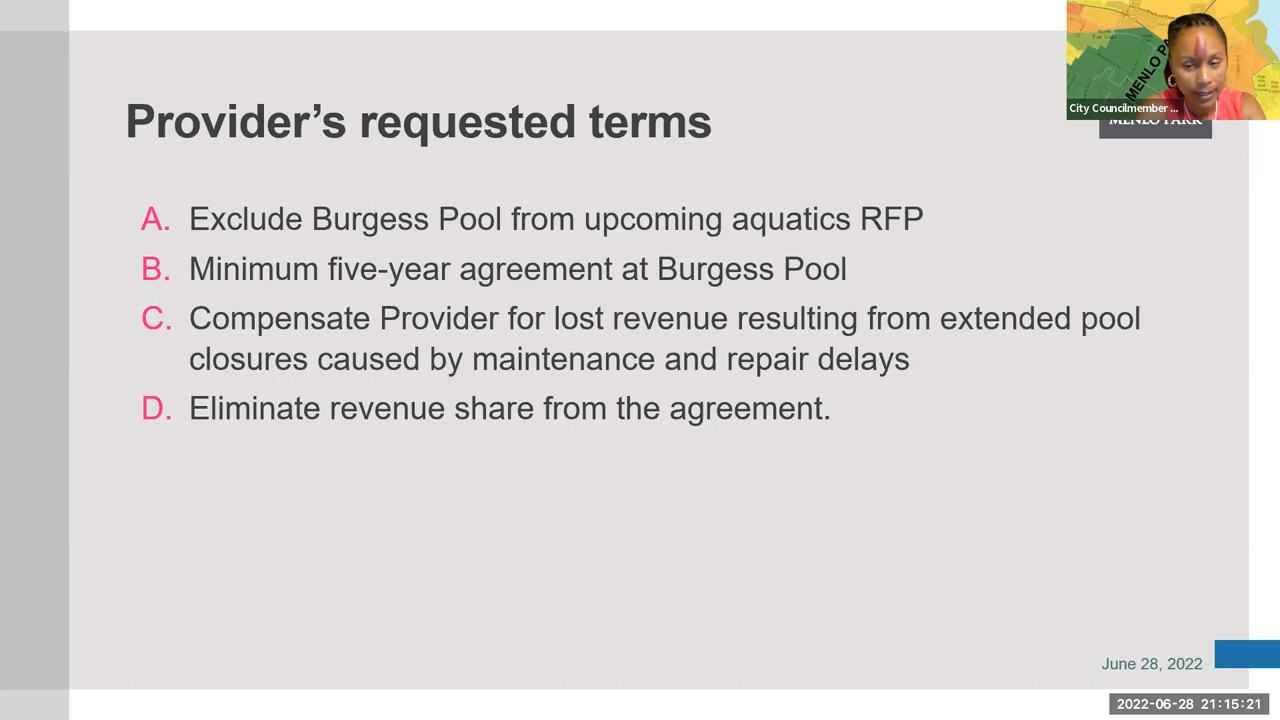 Provider's requested terms
MENLO PA
City Councilmember ...
MENLO PARK
A. Exclude Burgess Pool from upcoming aquatics RFP
B. Minimum five-year agreement at Burgess Pool
C. Compensate Provider for lost revenue resulting from extended pool
closures caused by maintenance and repair delays
D. Eliminate revenue share from the agreement.
June 28, 2022
2022-06-28 21:15:21